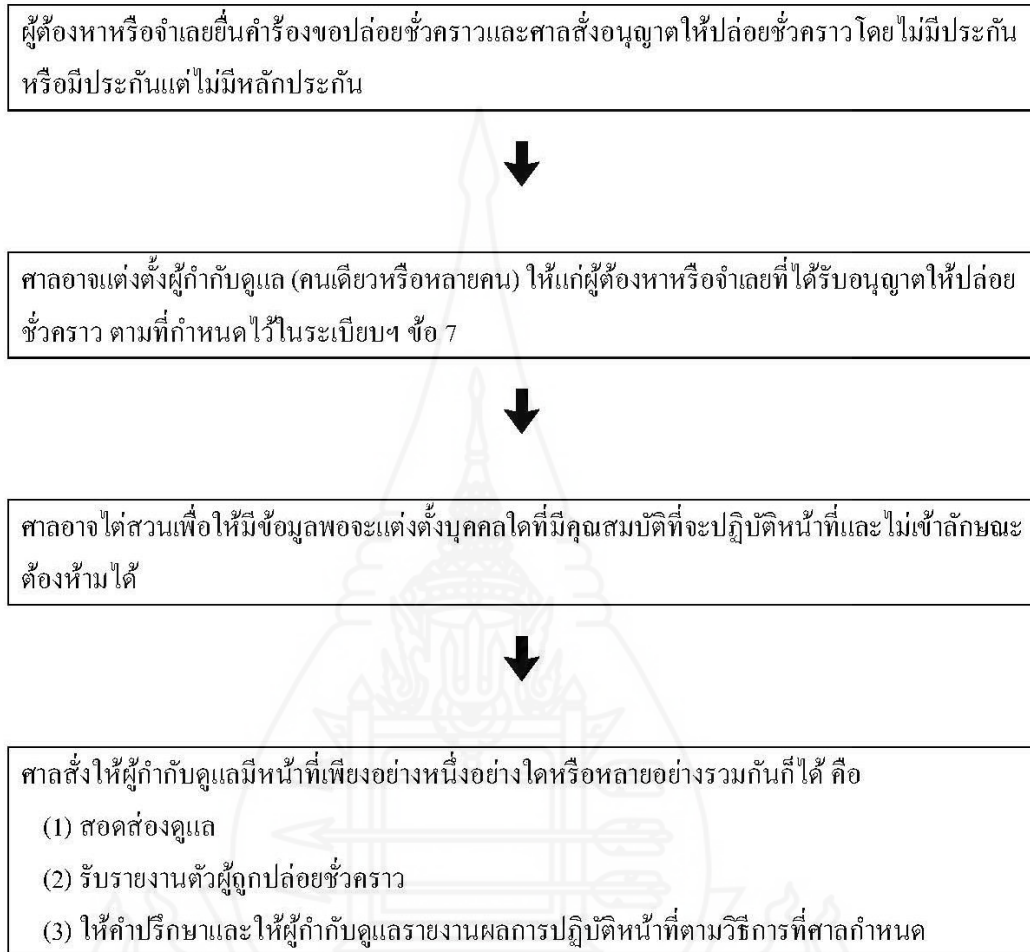 ผู้ต้องหาหรือจำเลยยื่นคำร้องขอปล่อยชั่วคราวและศาลสั่งอนุญาตให้ปล่อยชั่วคราวโดยไม่มีประกัน
หรือมีประกันแต่ไม่มีหลักประกัน
ศาลอาจแต่งตั้งผู้กำกับดูแล (คนเดียวหรือหลายคน) ให้แก่ผู้ต้องหาหรือจำเลยที่ได้รับอนุญาตให้ปล่อย
ชั่วคราว ตามที่กำหนดไว้ในระเบียบฯ ข้อ 7
ศาลอาจไต่สวนเพื่อให้มีข้อมูลพอจะแต่งตั้งบุคคลใดที่มีคุณสมบัติที่จะปฏิบัติหน้าที่และไม่เข้าลักษณะ
ต้องห้ามได้
ศาลสั่งให้ผู้กำกับดูแลมีหน้าที่เพียงอย่างหนึ่งอย่างใดหรือหลายอย่างรวมกันก็ได้ คือ
(1) สอดส่องดูแล
(2) รับรายงานตัวผู้ถูกปล่อยชั่วคราว
(3) ให้คำปรึกษาและให้ผู้กำกับดูแลรายงานผลการปฏิบัติหน้าที่ตามวิธีการที่ศาลกำหนด